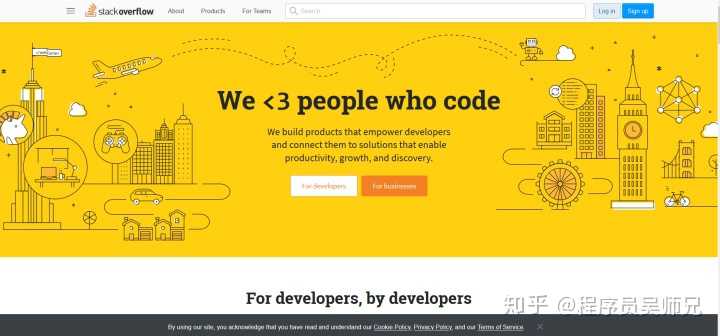 stackoverflow About Products For Teams Search Log in Sign up
We <3 people who code
We build products that empower developers
and connect them to solutions that enable
productivity, growth, and discovery.
For developers For businesses
For developers, by developers
知乎 @程序员吴师兄
By using our site, you acknowledge that you have read and understand our Cookie Policy, Privacy Policy, and our Terms of Service.